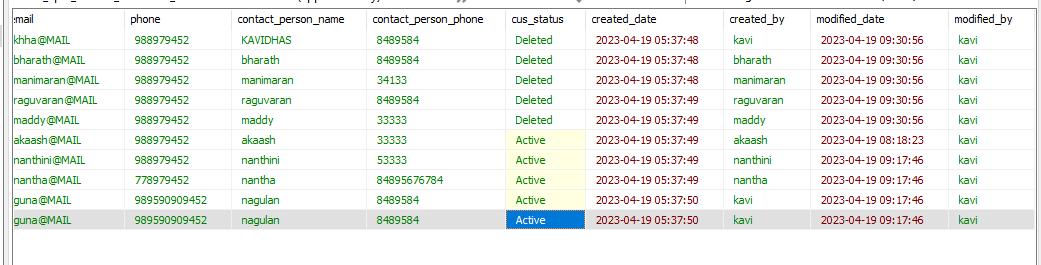 email phone contact_person_name contact_person_phone cus_status created_date created_by modified_date modified_by
khha@MAIL 988979452 KAVIDHAS 8489584 Deleted 2023-04-19 05:37:48 kavi 2023-04-19 09:30:56 kavi
bharath@MAIL 988979452 bharath 8489584 Deleted 2023-04-19 05:37:48 bharath 2023-04-19 09:30:56 kavi
manimaran@MAIL 988979452 manimaran 34133 Deleted 2023-04-19 05:37:48 manimaran 2023-04-19 09:30:56 kavi
raguvaran@MAIL 988979452 raguvaran 8489584 Deleted 2023-04-19 05:37:49 raguvaran 2023-04-19 09:30:56 kavi
maddy@MAIL 988979452 maddy 33333 Deleted 2023-04-19 05:37:49 maddy 2023-04-19 09:30:56 kavi
akaash@MAIL 988979452 akaash 33333 Active 2023-04-19 05:37:49 akaash 2023-04-19 08:18:23 kavi
nanthini@MAIL 988979452 nanthini 53333 Active 2023-04-19 05:37:49 nanthini 2023-04-19 09:17:46 kavi
nantha@MAIL 778979452 nantha 84895676784 Active 2023-04-19 05:37:49 nantha 2023-04-19 09:17:46 kavi
guna@MAIL 989590909452 nagulan 8489584 Active 2023-04-19 05:37:50 kavi 2023-04-19 09:17:46 kavi
guna@MAIL 989590909452 nagulan 8489584 Active 2023-04-19 05:37:50 kavi 2023-04-19 09:17:46 kavi